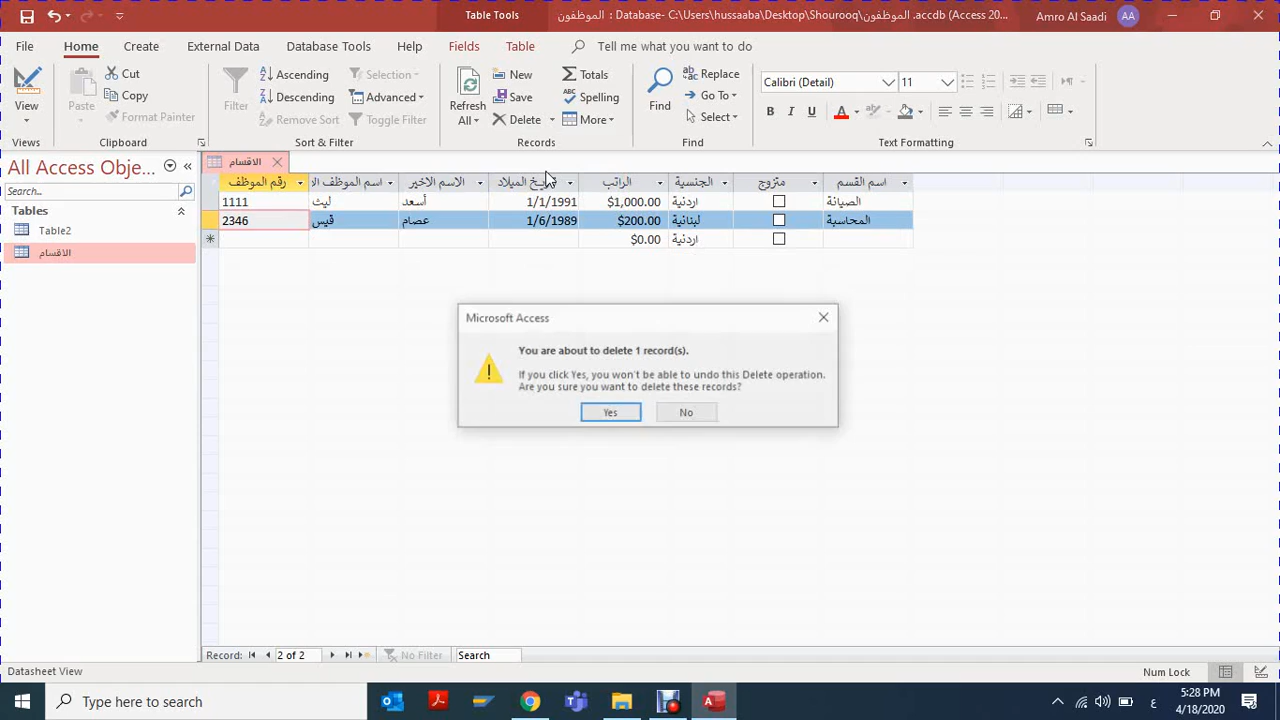 Table Tools
الموظفون : Database- C:\Users\hussaaba\Desktop\Shourooq\الموظفون.accdb (Access 20...
Amro Al Saadi
AA
File
Home
Create
External Data
Database Tools
Help
Fields
Table
Tell me what you want to do
View
Views
Paste
Cut
Copy
Format Painter
Clipboard
Filter
Ascending
Descending
Remove Sort
Selection
Advanced
Toggle Filter
Sort & Filter
Refresh
All
New
Save
Delete
Totals
Spelling
More
Records
Find
Replace
Go To
Select
Find
Calibri (Detail)
11
B I U A
Text Formatting
All Access Obje...
Search...
Tables
Table2
الاقسام
الاقسام
رقم الموظف
اسم الموظف الا
الاسم الاخير
الراتب
الجنسية
متزوج
اسم القسم
1111 ليث أسعد 1/1/1991 $1,000.00 اردنية الصيانة
2346 قيس عصام 1/6/1989 $200.00 لبنانية المحاسبة
$0.00 اردنية
Microsoft Access
You are about to delete 1 record(s).
If you click Yes, you won't be able to undo this Delete operation.
Are you sure you want to delete these records?
Yes
No
Record:
2 of 2
No Filter
Search
Datasheet View
Num Lock
Type here to search
ع
5:28 PM
4/18/2020